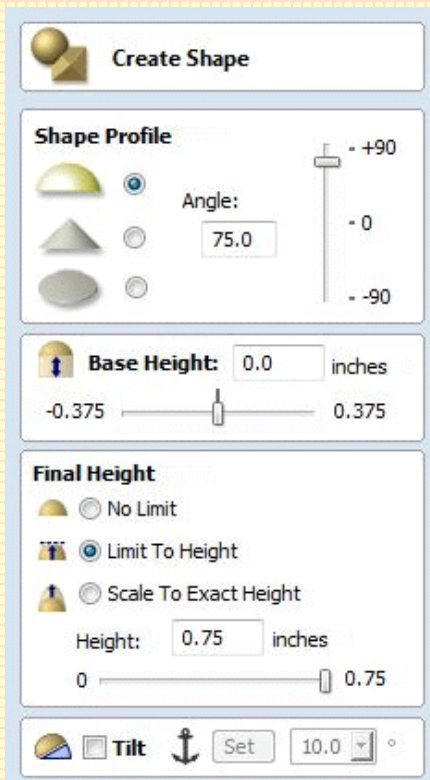 Create Shape
Shape Profile
- +90
Angle:
75.0
- 0
- -90
Base Height: 0.0 inches
-0.375 0.375
Final Height
No Limit
Limit To Height
Scale To Exact Height
Height: 0.75 inches
0 0.75
Tilt Set 10.0 °